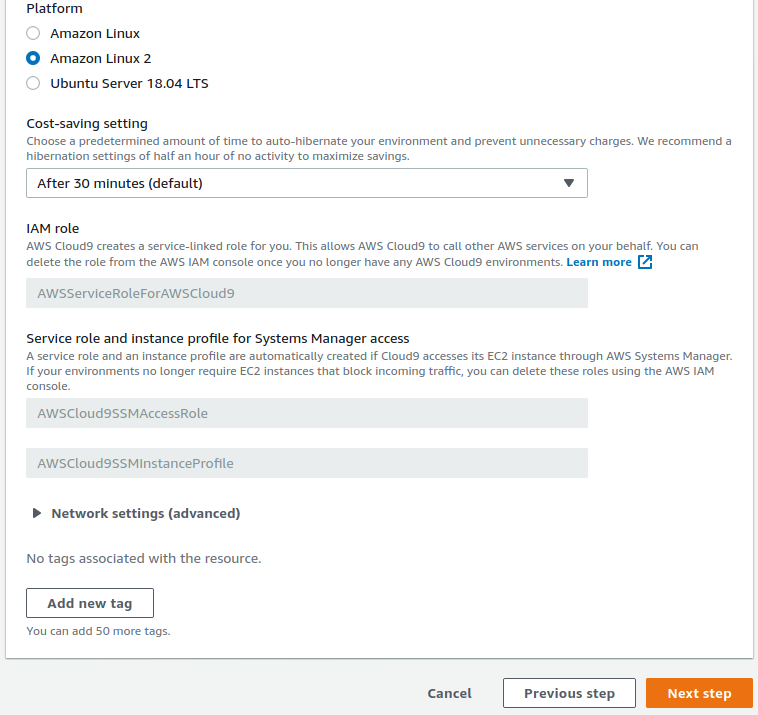 Platform
Amazon Linux
Amazon Linux 2
Ubuntu Server 18.04 LTS
Cost-saving setting
Choose a predetermined amount of time to auto-hibernate your environment and prevent unnecessary charges. We recommend a
hibernation settings of half an hour of no activity to maximize savings.
After 30 minutes (default)
IAM role
AWS Cloud9 creates a service-linked role for you. This allows AWS Cloud9 to call other AWS services on your behalf. You can
delete the role from the AWS IAM console once you no longer have any AWS Cloud9 environments. Learn more
AWSServiceRoleForAWSCloud9
Service role and instance profile for Systems Manager access
A service role and an instance profile are automatically created if Cloud9 accesses its EC2 instance through AWS Systems Manager.
If your environments no longer require EC2 instances that block incoming traffic, you can delete these roles using the AWS IAM
console.
AWSCloud9SSMAccessRole
AWSCloud9SSMInstanceProfile
Network settings (advanced)
No tags associated with the resource.
Add new tag
You can add 50 more tags.
Cancel Previous step Next step